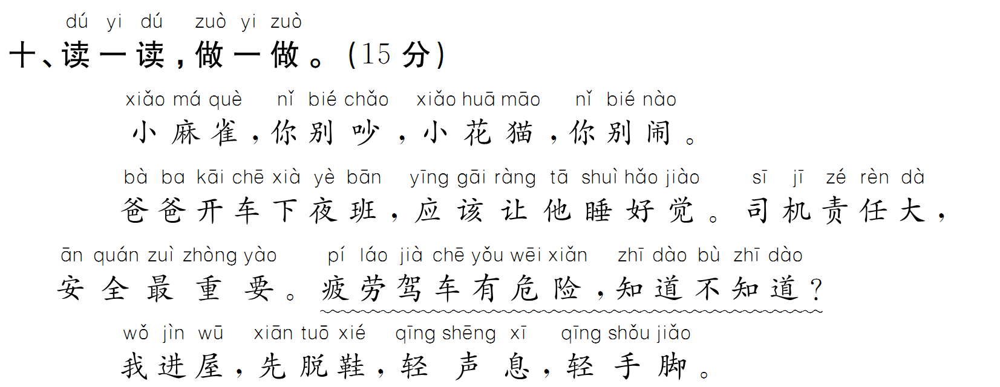 dú yi dú zuò yi zuò
十、读一读，做一做。(15 分)
xiǎo má què nǐ bié chǎo xiǎo huā māo nǐ bié nào
小麻雀，你别吵，小花猫，你别闹。
bà ba kāi chē xià yè bān yīng gāi ràng tā shuì hǎo jiào sī jī zé rèn dà
爸爸开车下夜班，应该让他睡好觉。司机责任大，
ān quán zuì zhòng yào pí láo jià chē yǒu wēi xiǎn zhī dào bù zhī dào
安全最重要。疲劳驾车有危险，知道不知道？
wǒ jìn wū xiān tuō xié qīng shēng xī qīng shǒu jiǎo
我进屋，先脱鞋，轻声息，轻手脚。